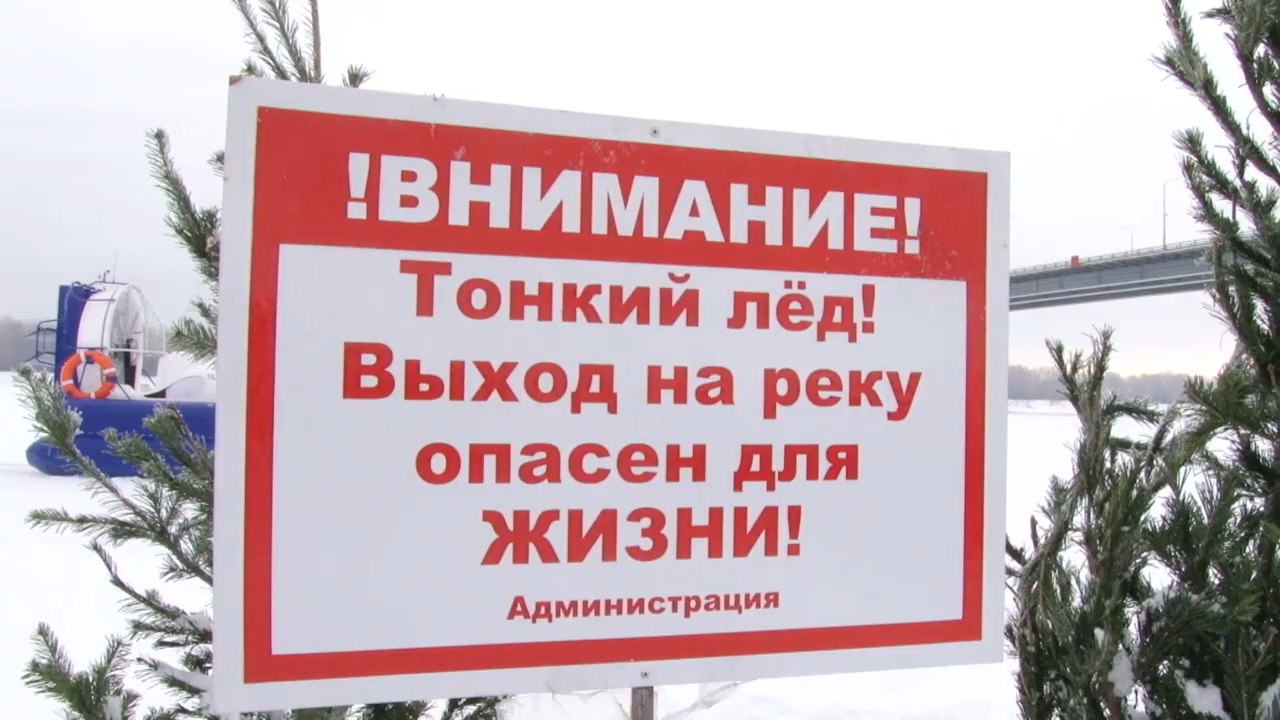 !ВНИМАНИЕ!
Тонкий лёд!
Выход на реку
опасен для
ЖИЗНИ!
Администрация